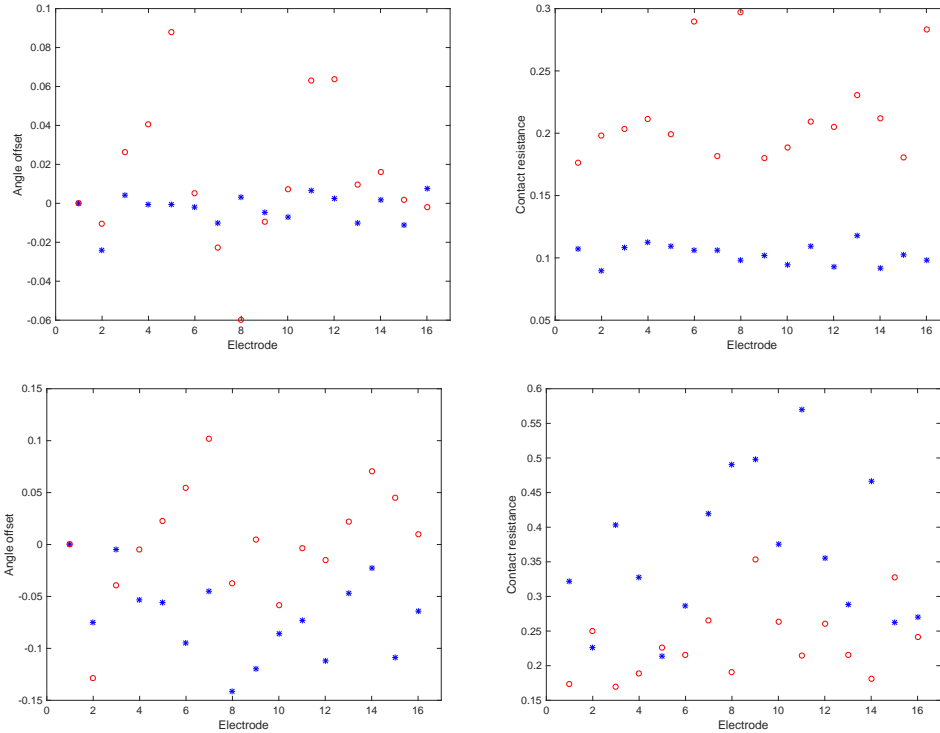 0.1
0.08
0.06
0.04
0.02
0
-0.02
-0.04
-0.06
0 2 4 6 8 10 12 14 16
Electrode
Angle offset
0.3
0.25
0.2
0.15
0.1
0.05
0 2 4 6 8 10 12 14 16
Electrode
Contact resistance
0.15
0.1
0.05
0
-0.05
-0.1
-0.15
0 2 4 6 8 10 12 14 16
Electrode
Angle offset
0.6
0.55
0.5
0.45
0.4
0.35
0.3
0.25
0.2
0.15
0 2 4 6 8 10 12 14 16
Electrode
Contact resistance